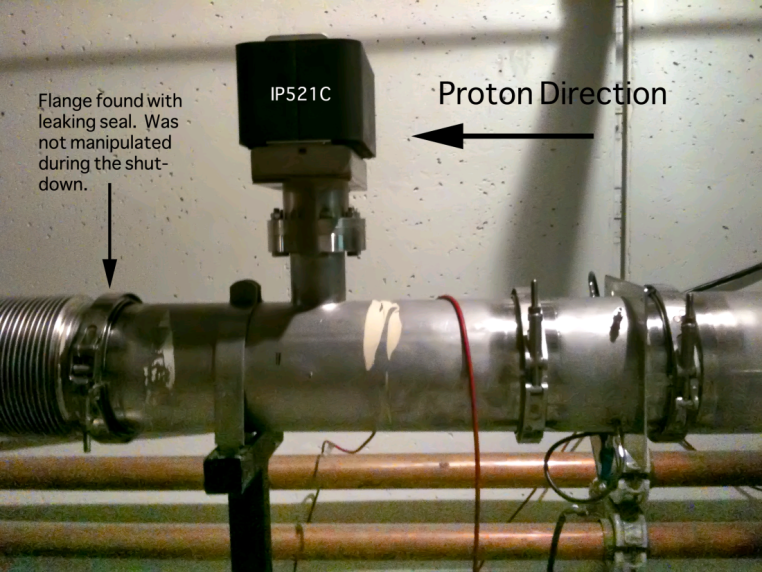 Flange found with
leaking seal.  Was
not manipulated
during the shut-
down.
IP521C
Proton Direction